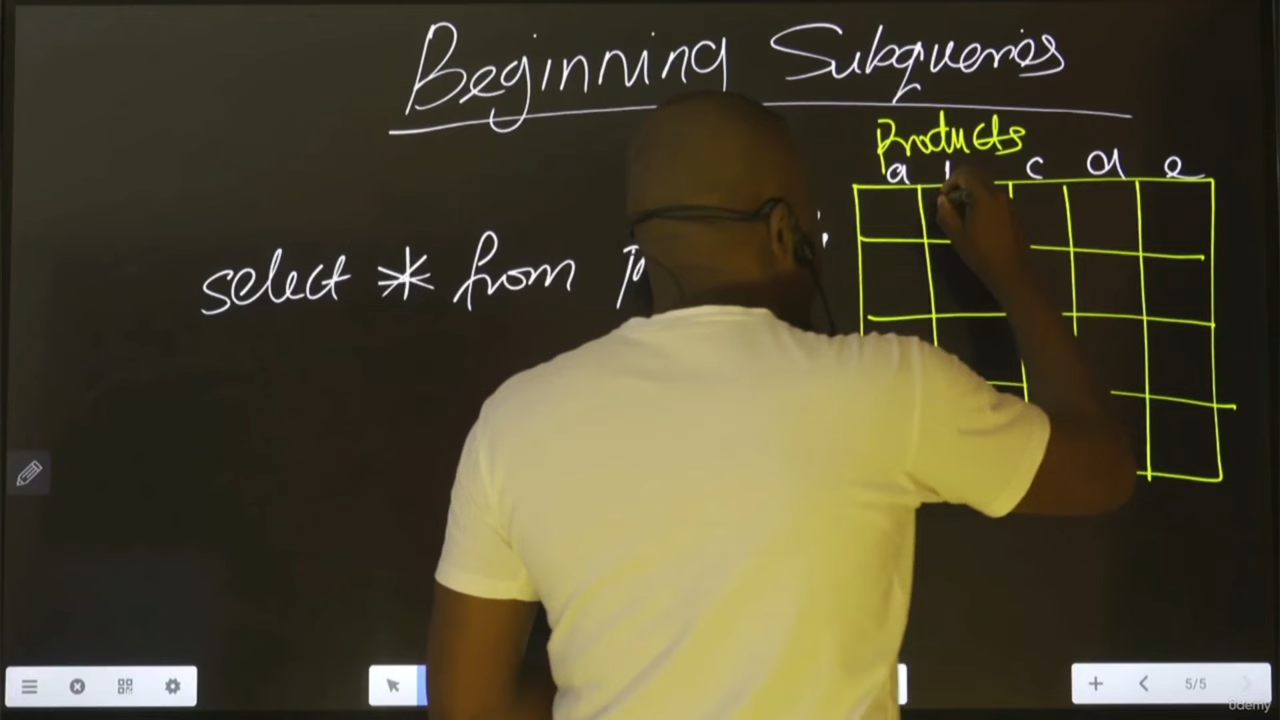 Beginning Subqueries
Products
a c d e
select * from
5/5
udemy